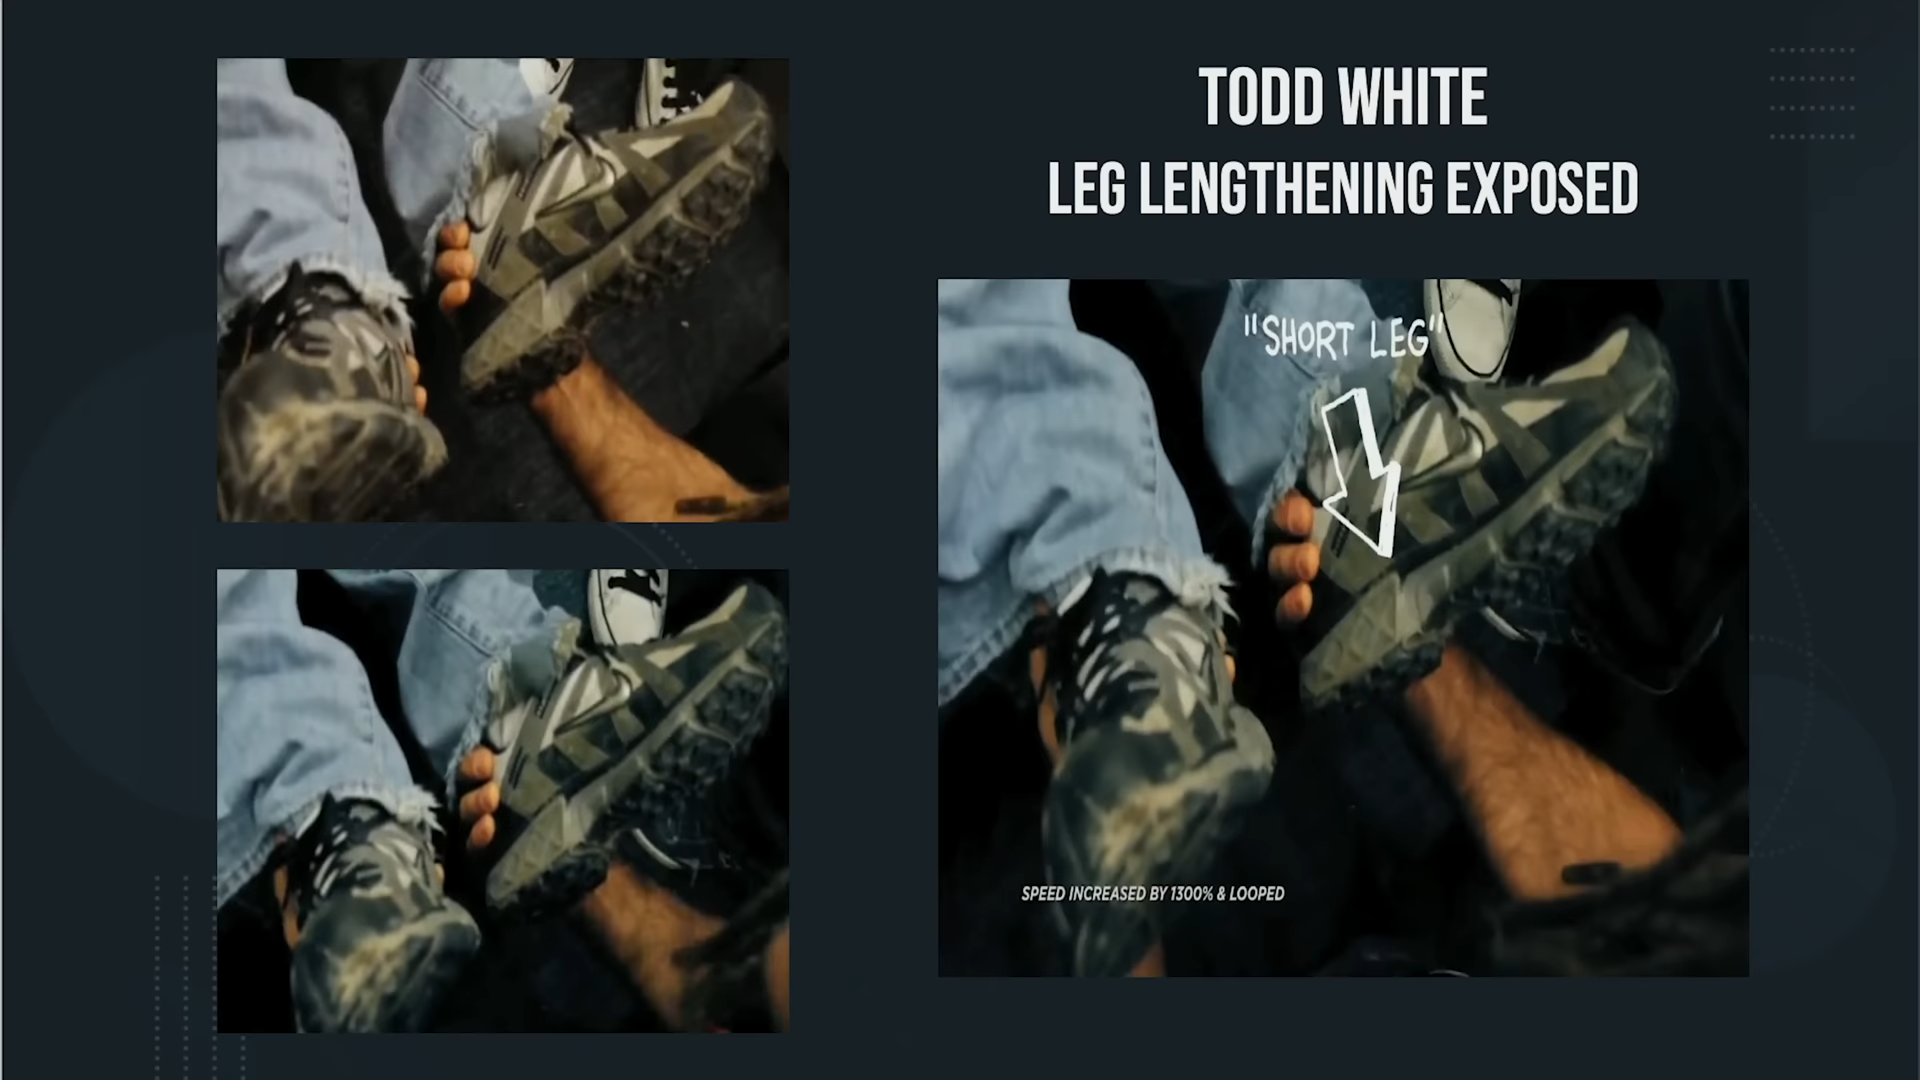 TODD WHITE
LEG LENGTHENING EXPOSED
"SHORT LEG"
SPEED INCREASED BY 1300% & LOOPED